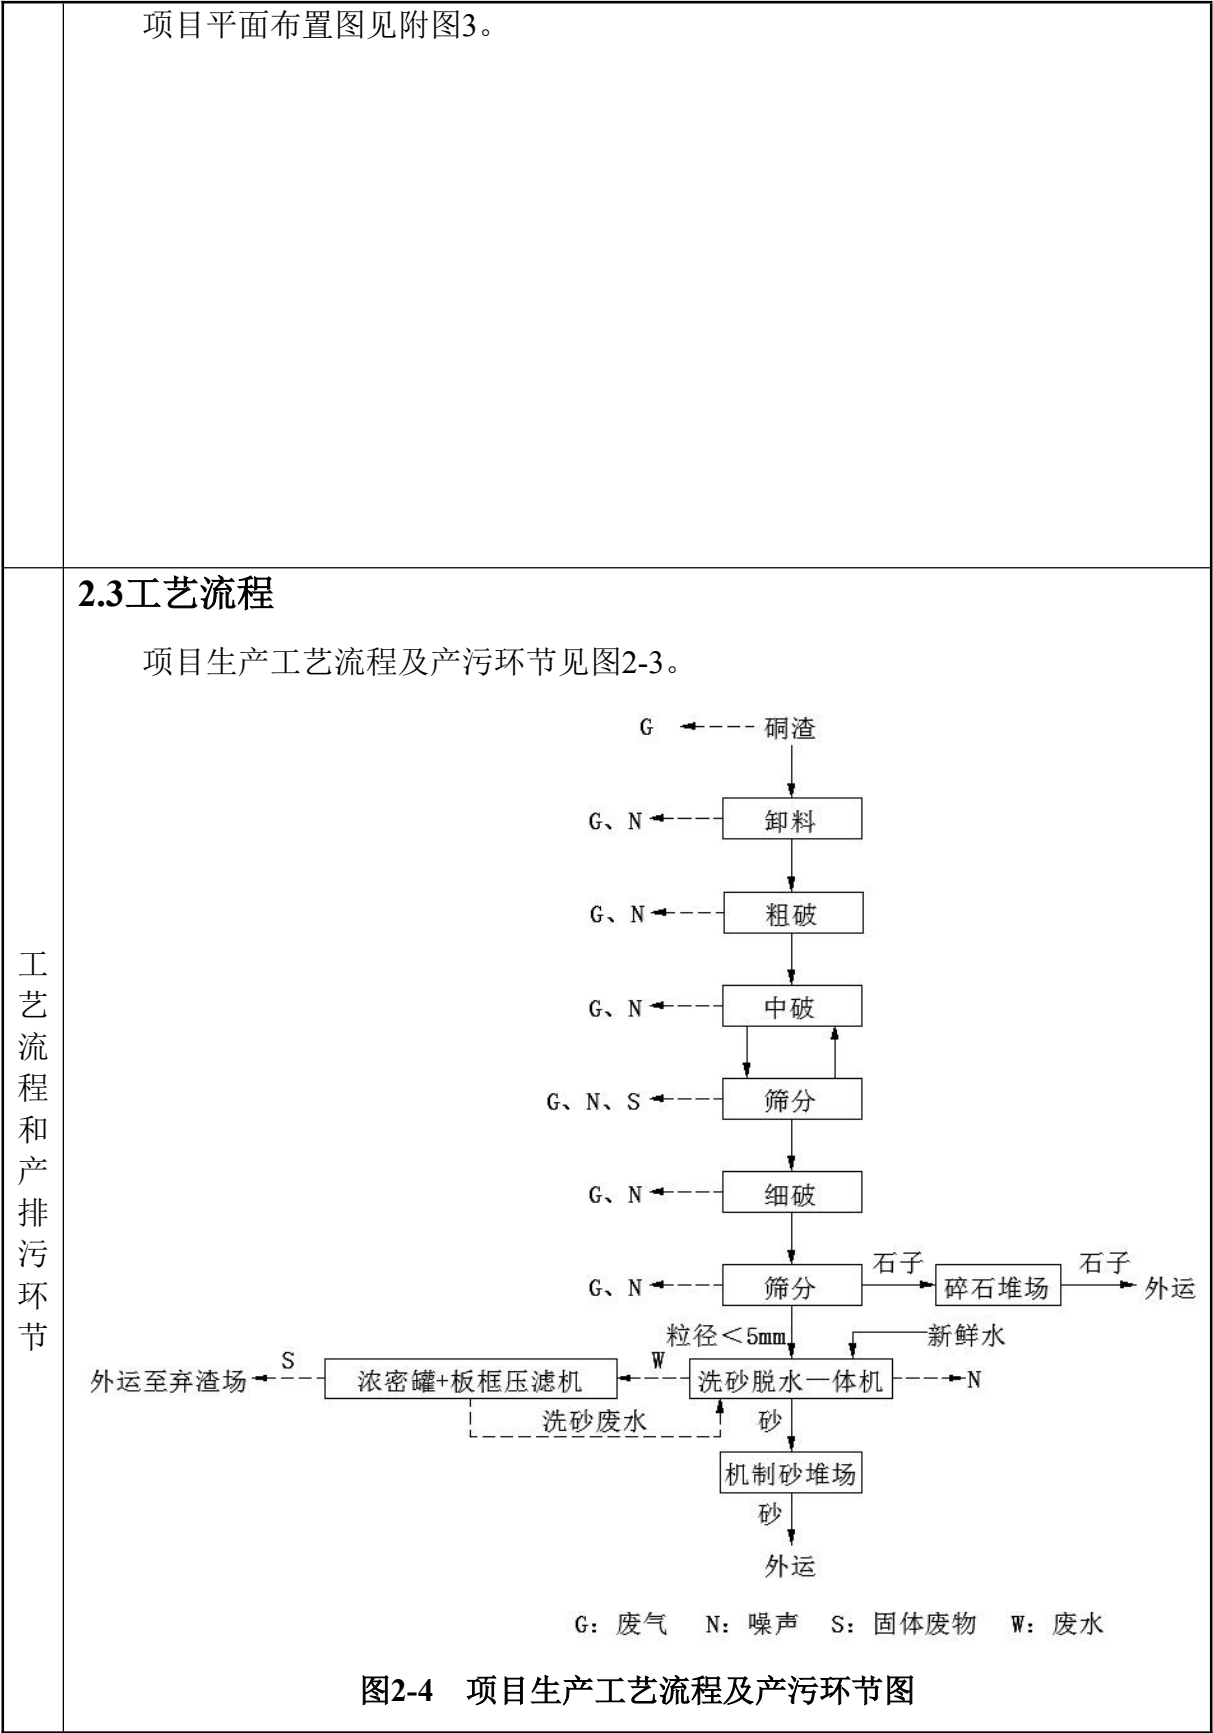 项目平面布置图见附图3。
工艺流程和产排污环节
2.3工艺流程
项目生产工艺流程及产污环节见图2-3。
G 硐渣
G、N 卸料
G、N 粗破
G、N 中破
G、N、S 筛分
G、N 细破
G、N 筛分 石子 碎石堆场 石子 外运
粒径＜5mm 新鲜水
外运至弃渣场 S 浓密罐+板框压滤机 W 洗砂脱水一体机 N
洗砂废水 砂
机制砂堆场
砂
外运
G：废气 N：噪声 S：固体废物 W：废水
图2-4 项目生产工艺流程及产污环节图